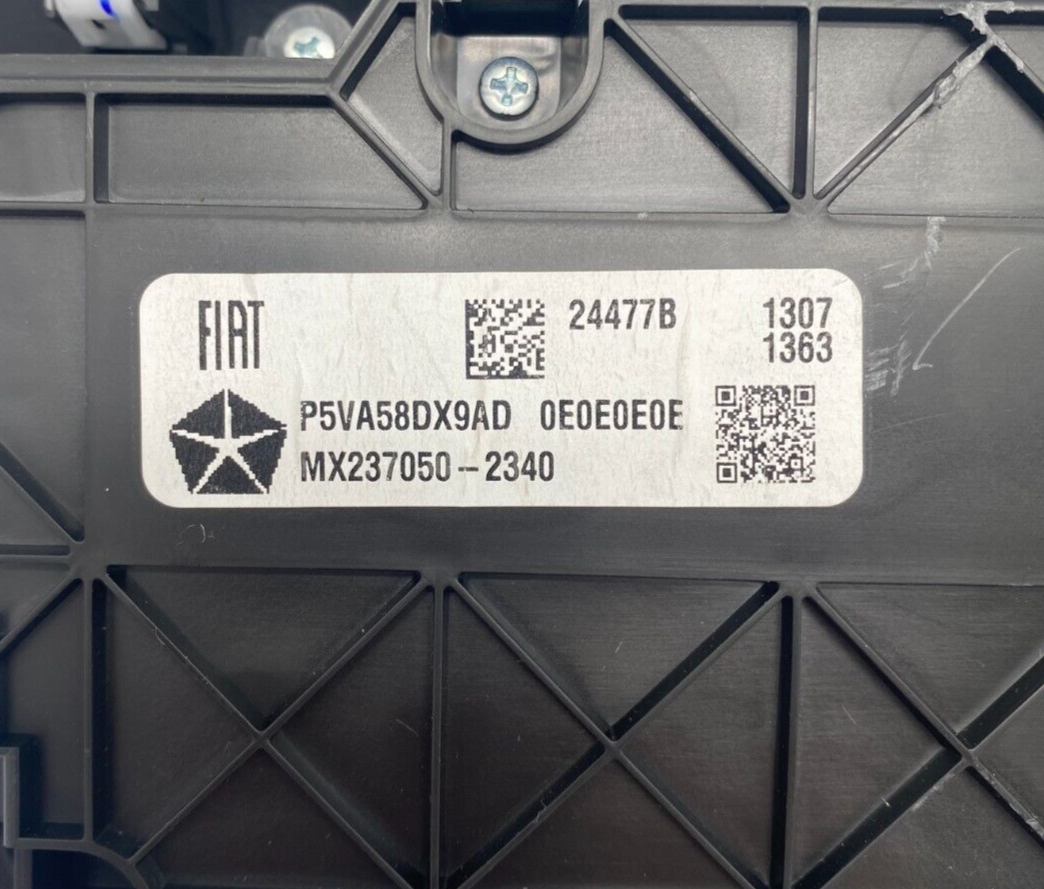 FIAT
24477B
1307
1363
P5VA58DX9AD 0E0E0E0E
MX237050-2340